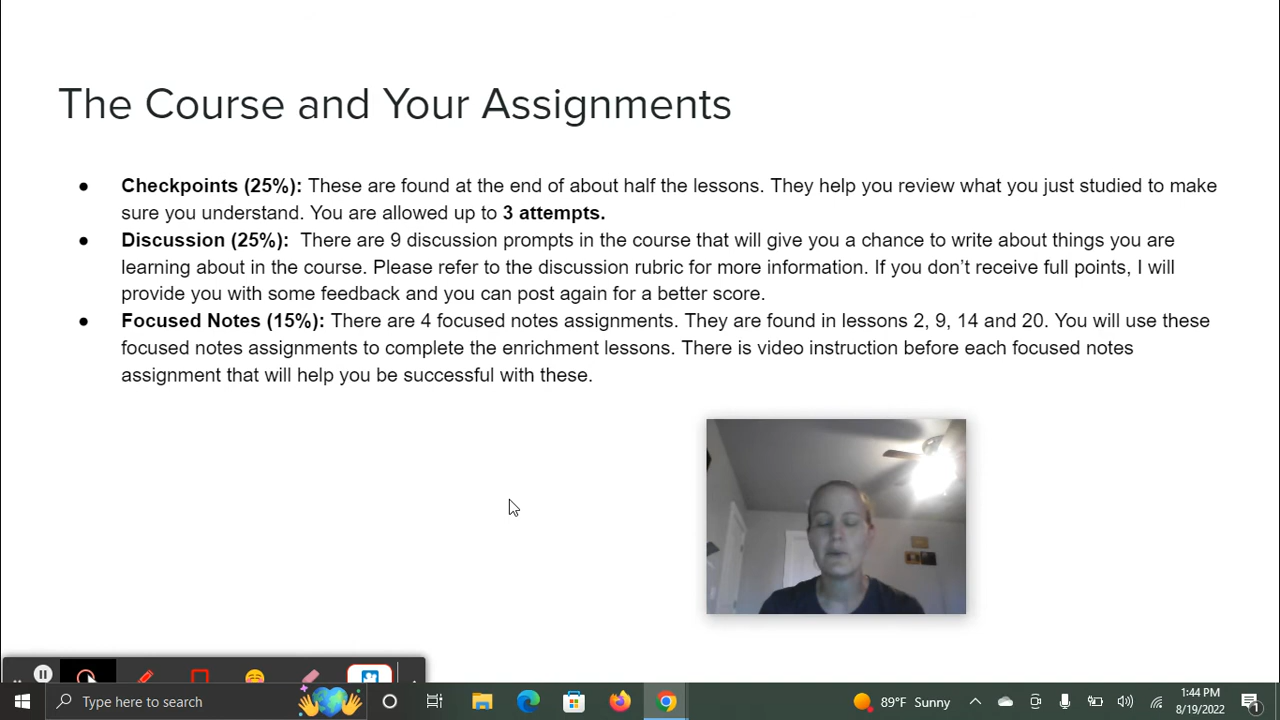 The Course and Your Assignments
● Checkpoints (25%): These are found at the end of about half the lessons. They help you review what you just studied to make
sure you understand. You are allowed up to 3 attempts.
● Discussion (25%):  There are 9 discussion prompts in the course that will give you a chance to write about things you are
learning about in the course. Please refer to the discussion rubric for more information. If you don’t receive full points, I will
provide you with some feedback and you can post again for a better score.
● Focused Notes (15%): There are 4 focused notes assignments. They are found in lessons 2, 9, 14 and 20. You will use these
focused notes assignments to complete the enrichment lessons. There is video instruction before each focused notes
assignment that will help you be successful with these.
Type here to search
89°F Sunny
1:44 PM
8/19/2022
1